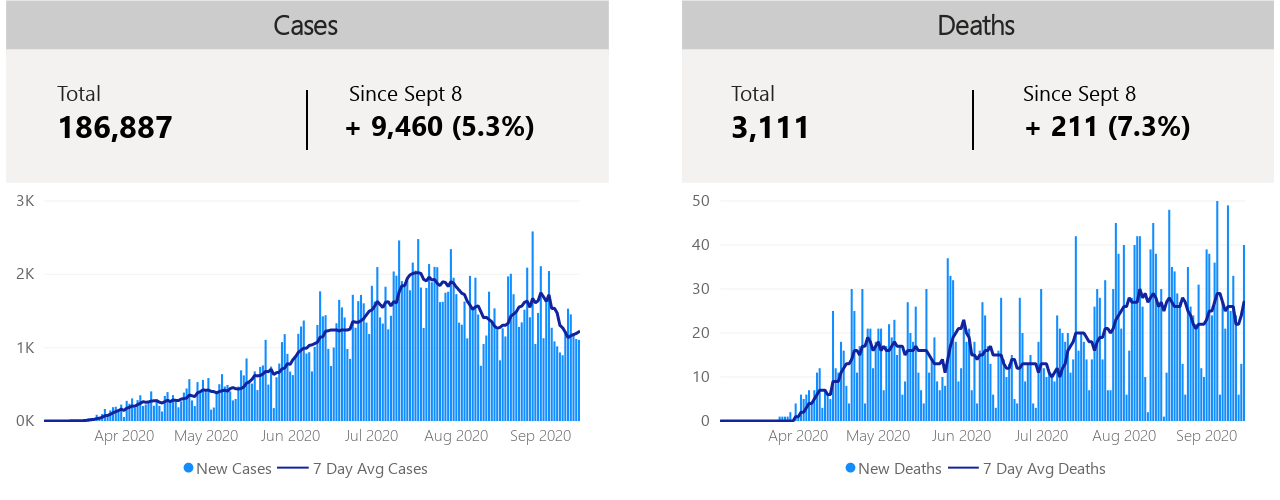 Cases
Total
186,887
Since Sept 8
+ 9,460 (5.3%)
3K
2K
1K
0K
Apr 2020 May 2020 Jun 2020 Jul 2020 Aug 2020 Sep 2020
New Cases 7 Day Avg Cases
Deaths
Total
3,111
Since Sept 8
+ 211 (7.3%)
50
40
30
20
10
0
Apr 2020 May 2020 Jun 2020 Jul 2020 Aug 2020 Sep 2020
New Deaths 7 Day Avg Deaths